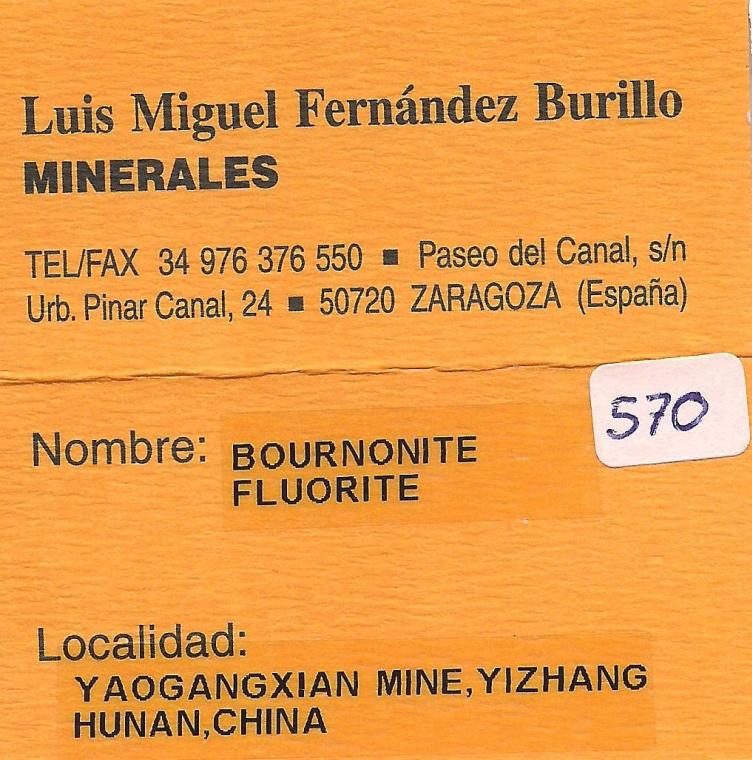 Luis Miguel Fernández Burillo
MINERALES
TEL/FAX 34 976 376 550 ■ Paseo del Canal, s/n
Urb. Pinar Canal, 24 ■ 50720 ZARAGOZA (España)
570
Nombre: BOURNONITE
FLUORITE
Localidad:
YAOGANGXIAN MINE,YIZHANG
HUNAN,CHINA